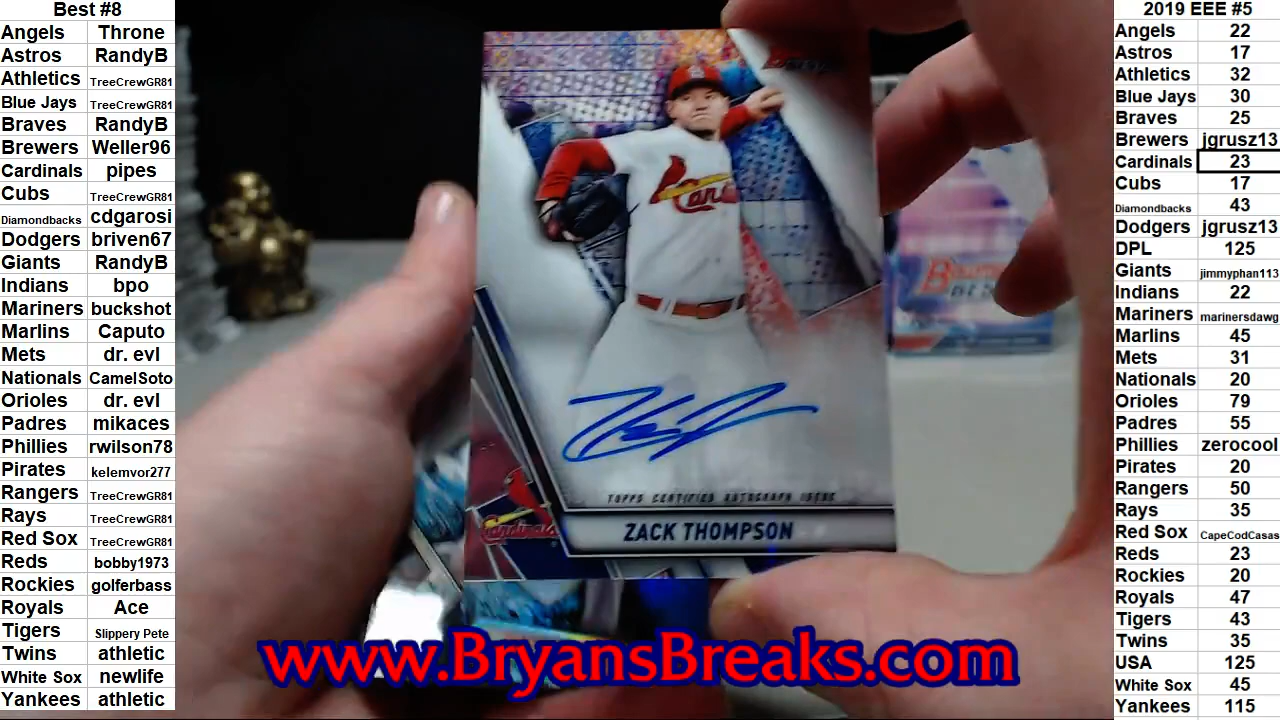 Best #8
Angels Throne
Astros RandyB
Athletics TreeCrewGR81
Blue Jays TreeCrewGR81
Braves RandyB
Brewers Weller96
Cardinals pipes
Cubs TreeCrewGR81
Diamondbacks cdgarosi
Dodgers briven67
Giants RandyB
Indians bpo
Mariners buckshot
Marlins Caputo
Mets dr. evl
Nationals CamelSoto
Orioles dr. evl
Padres mikaces
Phillies rwilson78
Pirates kelemvor277
Rangers TreeCrewGR81
Rays TreeCrewGR81
Red Sox TreeCrewGR81
Reds bobby1973
Rockies golferbass
Royals Ace
Tigers Slippery Pete
Twins athletic
White Sox newlife
Yankees athletic
Cardinals
TOPPS CERTIFIED AUTOGRAPH ISSUE
ZACK THOMPSON
www.BryansBreaks.com
2019 EEE #5
Angels 22
Astros 17
Athletics 32
Blue Jays 30
Braves 25
Brewers jgrusz13
Cardinals 23
Cubs 17
Diamondbacks 43
Dodgers jgrusz13
DPL 125
Giants jimmyphan113
Indians 22
Mariners marinersdawg
Marlins 45
Mets 31
Nationals 20
Orioles 79
Padres 55
Phillies zerocool
Pirates 20
Rangers 50
Rays 35
Red Sox CapeCodCasas
Reds 23
Rockies 20
Royals 47
Tigers 43
Twins 35
USA 125
White Sox 45
Yankees 115